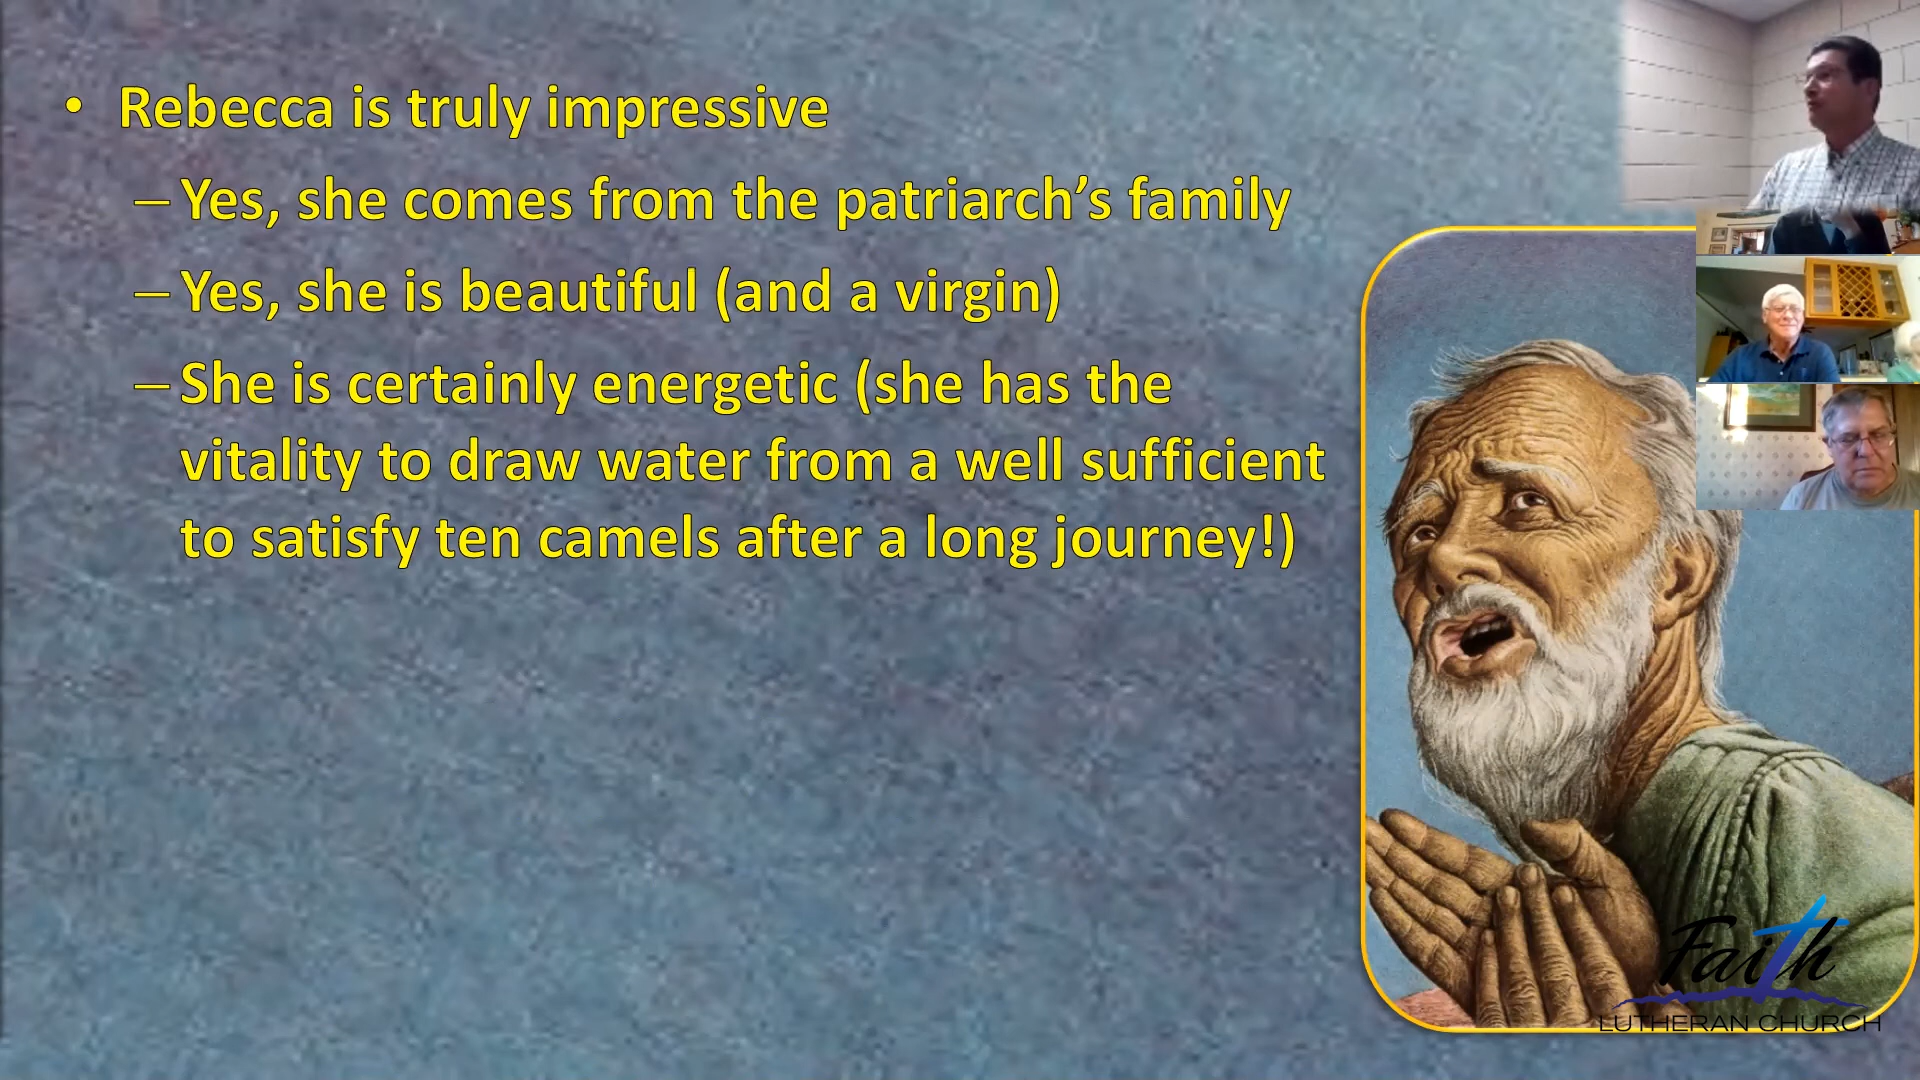 • Rebecca is truly impressive
– Yes, she comes from the patriarch’s family
– Yes, she is beautiful (and a virgin)
– She is certainly energetic (she has the
vitality to draw water from a well sufficient
to satisfy ten camels after a long journey!)
Faith
LUTHERAN CHURCH